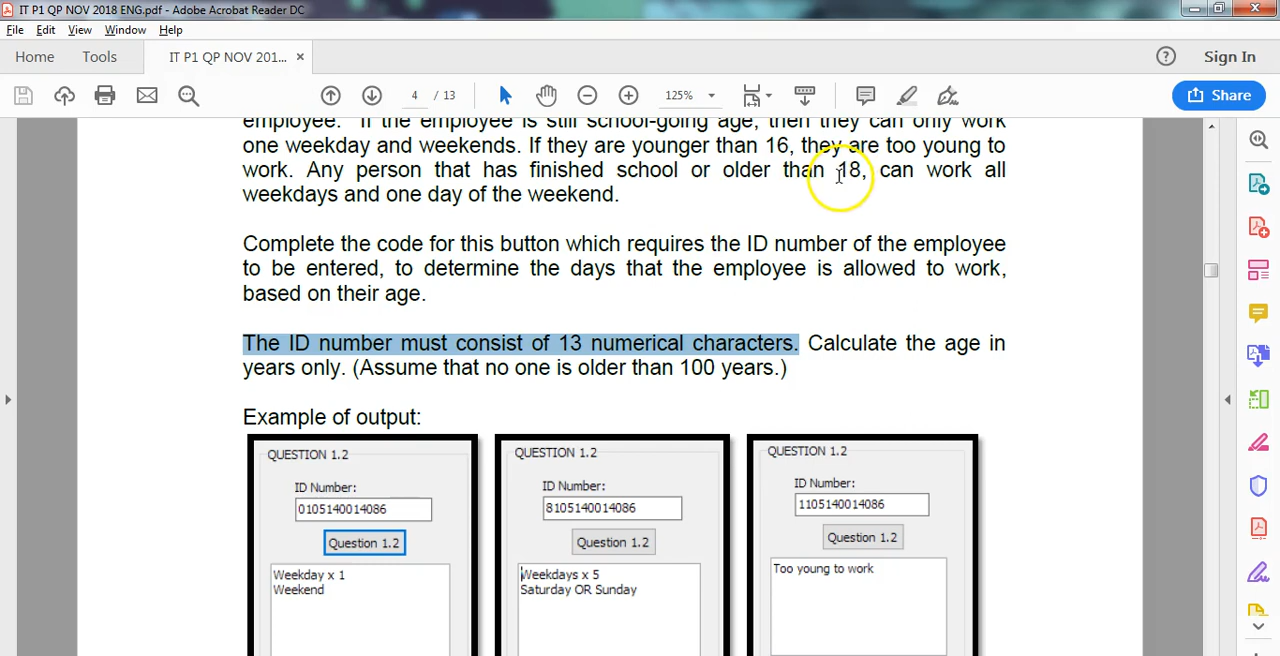 IT P1 QP NOV 2018 ENG.pdf - Adobe Acrobat Reader DC
File Edit View Window Help
Home Tools IT P1 QP NOV 201... × Sign In
4 / 13 125% Share
employee. If the employee is still school-going age, then they can only work
one weekday and weekends. If they are younger than 16, they are too young to
work. Any person that has finished school or older than 18, can work all
weekdays and one day of the weekend.
Complete the code for this button which requires the ID number of the employee
to be entered, to determine the days that the employee is allowed to work,
based on their age.
The ID number must consist of 13 numerical characters. Calculate the age in
years only. (Assume that no one is older than 100 years.)
Example of output:
QUESTION 1.2
ID Number:
0105140014086
Question 1.2
Weekday x 1
Weekend
QUESTION 1.2
ID Number:
8105140014086
Question 1.2
Weekdays x 5
Saturday OR Sunday
QUESTION 1.2
ID Number:
1105140014086
Question 1.2
Too young to work